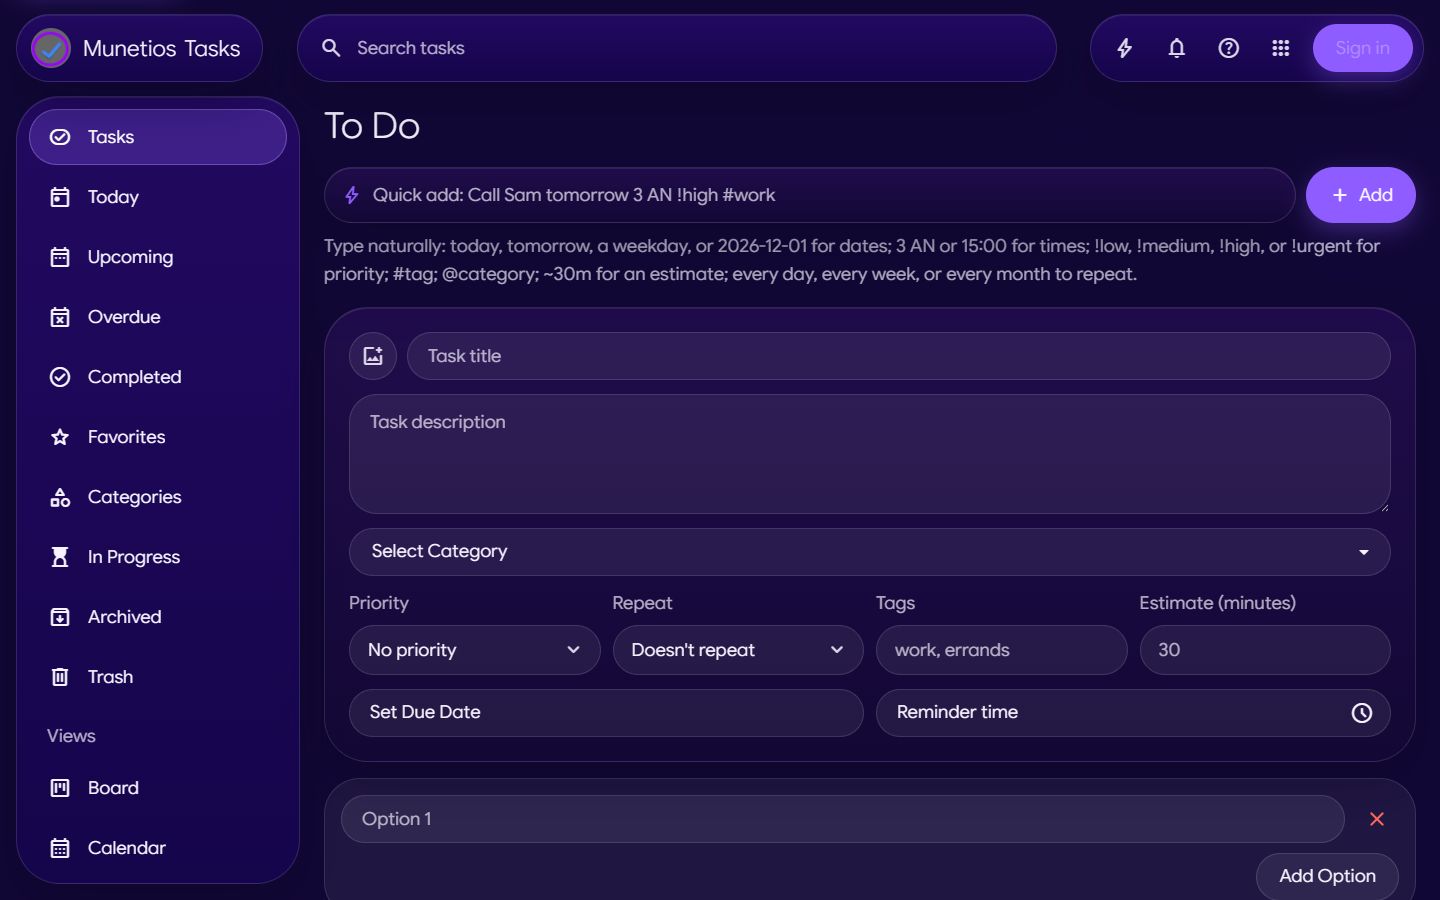 Munetios Tasks
Search tasks
Sign in
Tasks
Today
Upcoming
Overdue
Completed
Favorites
Categories
In Progress
Archived
Trash
Views
Board
Calendar
To Do
Quick add: Call Sam tomorrow 3 AN !high #work
Add
Type naturally: today, tomorrow, a weekday, or 2026-12-01 for dates; 3 AN or 15:00 for times; !low, !medium, !high, or !urgent for
priority; #tag; @category; ~30m for an estimate; every day, every week, or every month to repeat.
Task title
Task description
Select Category
Priority
Repeat
Tags
Estimate (minutes)
No priority
Doesn't repeat
work, errands
30
Set Due Date
Reminder time
Option 1
Add Option